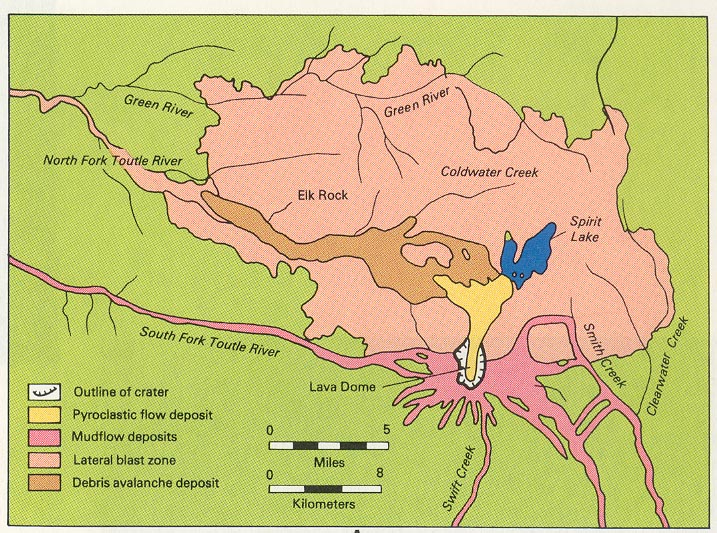 Green River
Green River
North Fork Toutle River
Coldwater Creek
Elk Rock
Spirit
Lake
South Fork Toutle River
Smith Creek
Clearwater Creek
Lava Dome
Swift Creek
Outline of crater
Pyroclastic flow deposit
Mudflow deposits
Lateral blast zone
Debris avalanche deposit
0 5
Miles
0 8
Kilometers